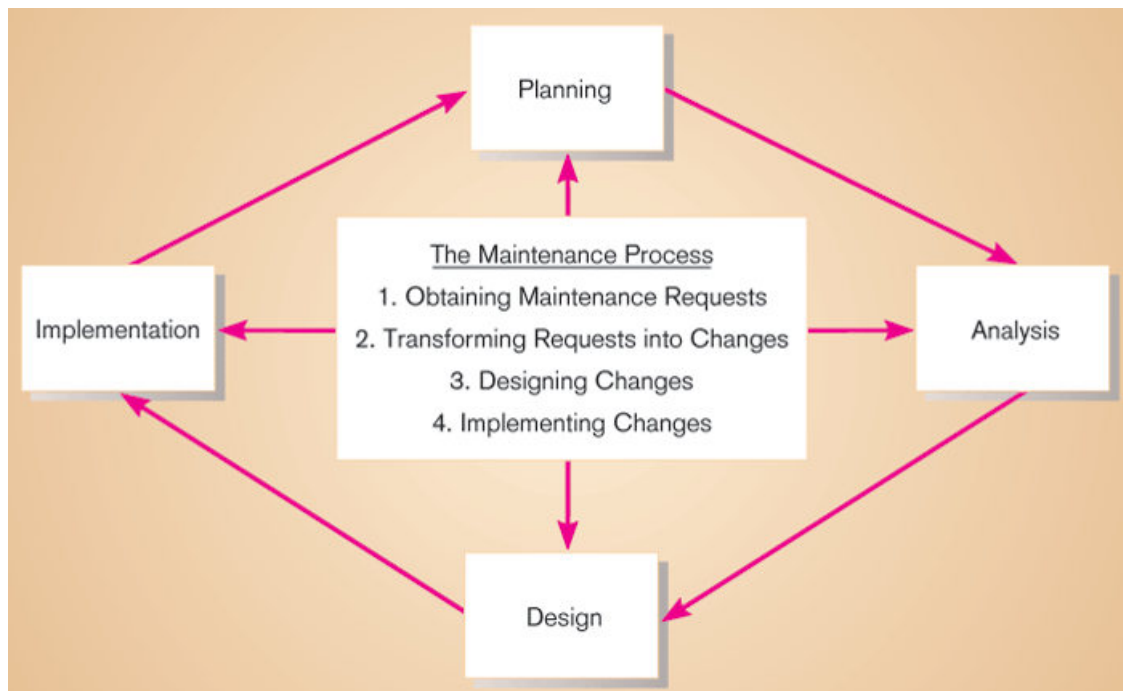 Planning
The Maintenance Process
1. Obtaining Maintenance Requests
2. Transforming Requests into Changes
3. Designing Changes
4. Implementing Changes
Implementation
Analysis
Design